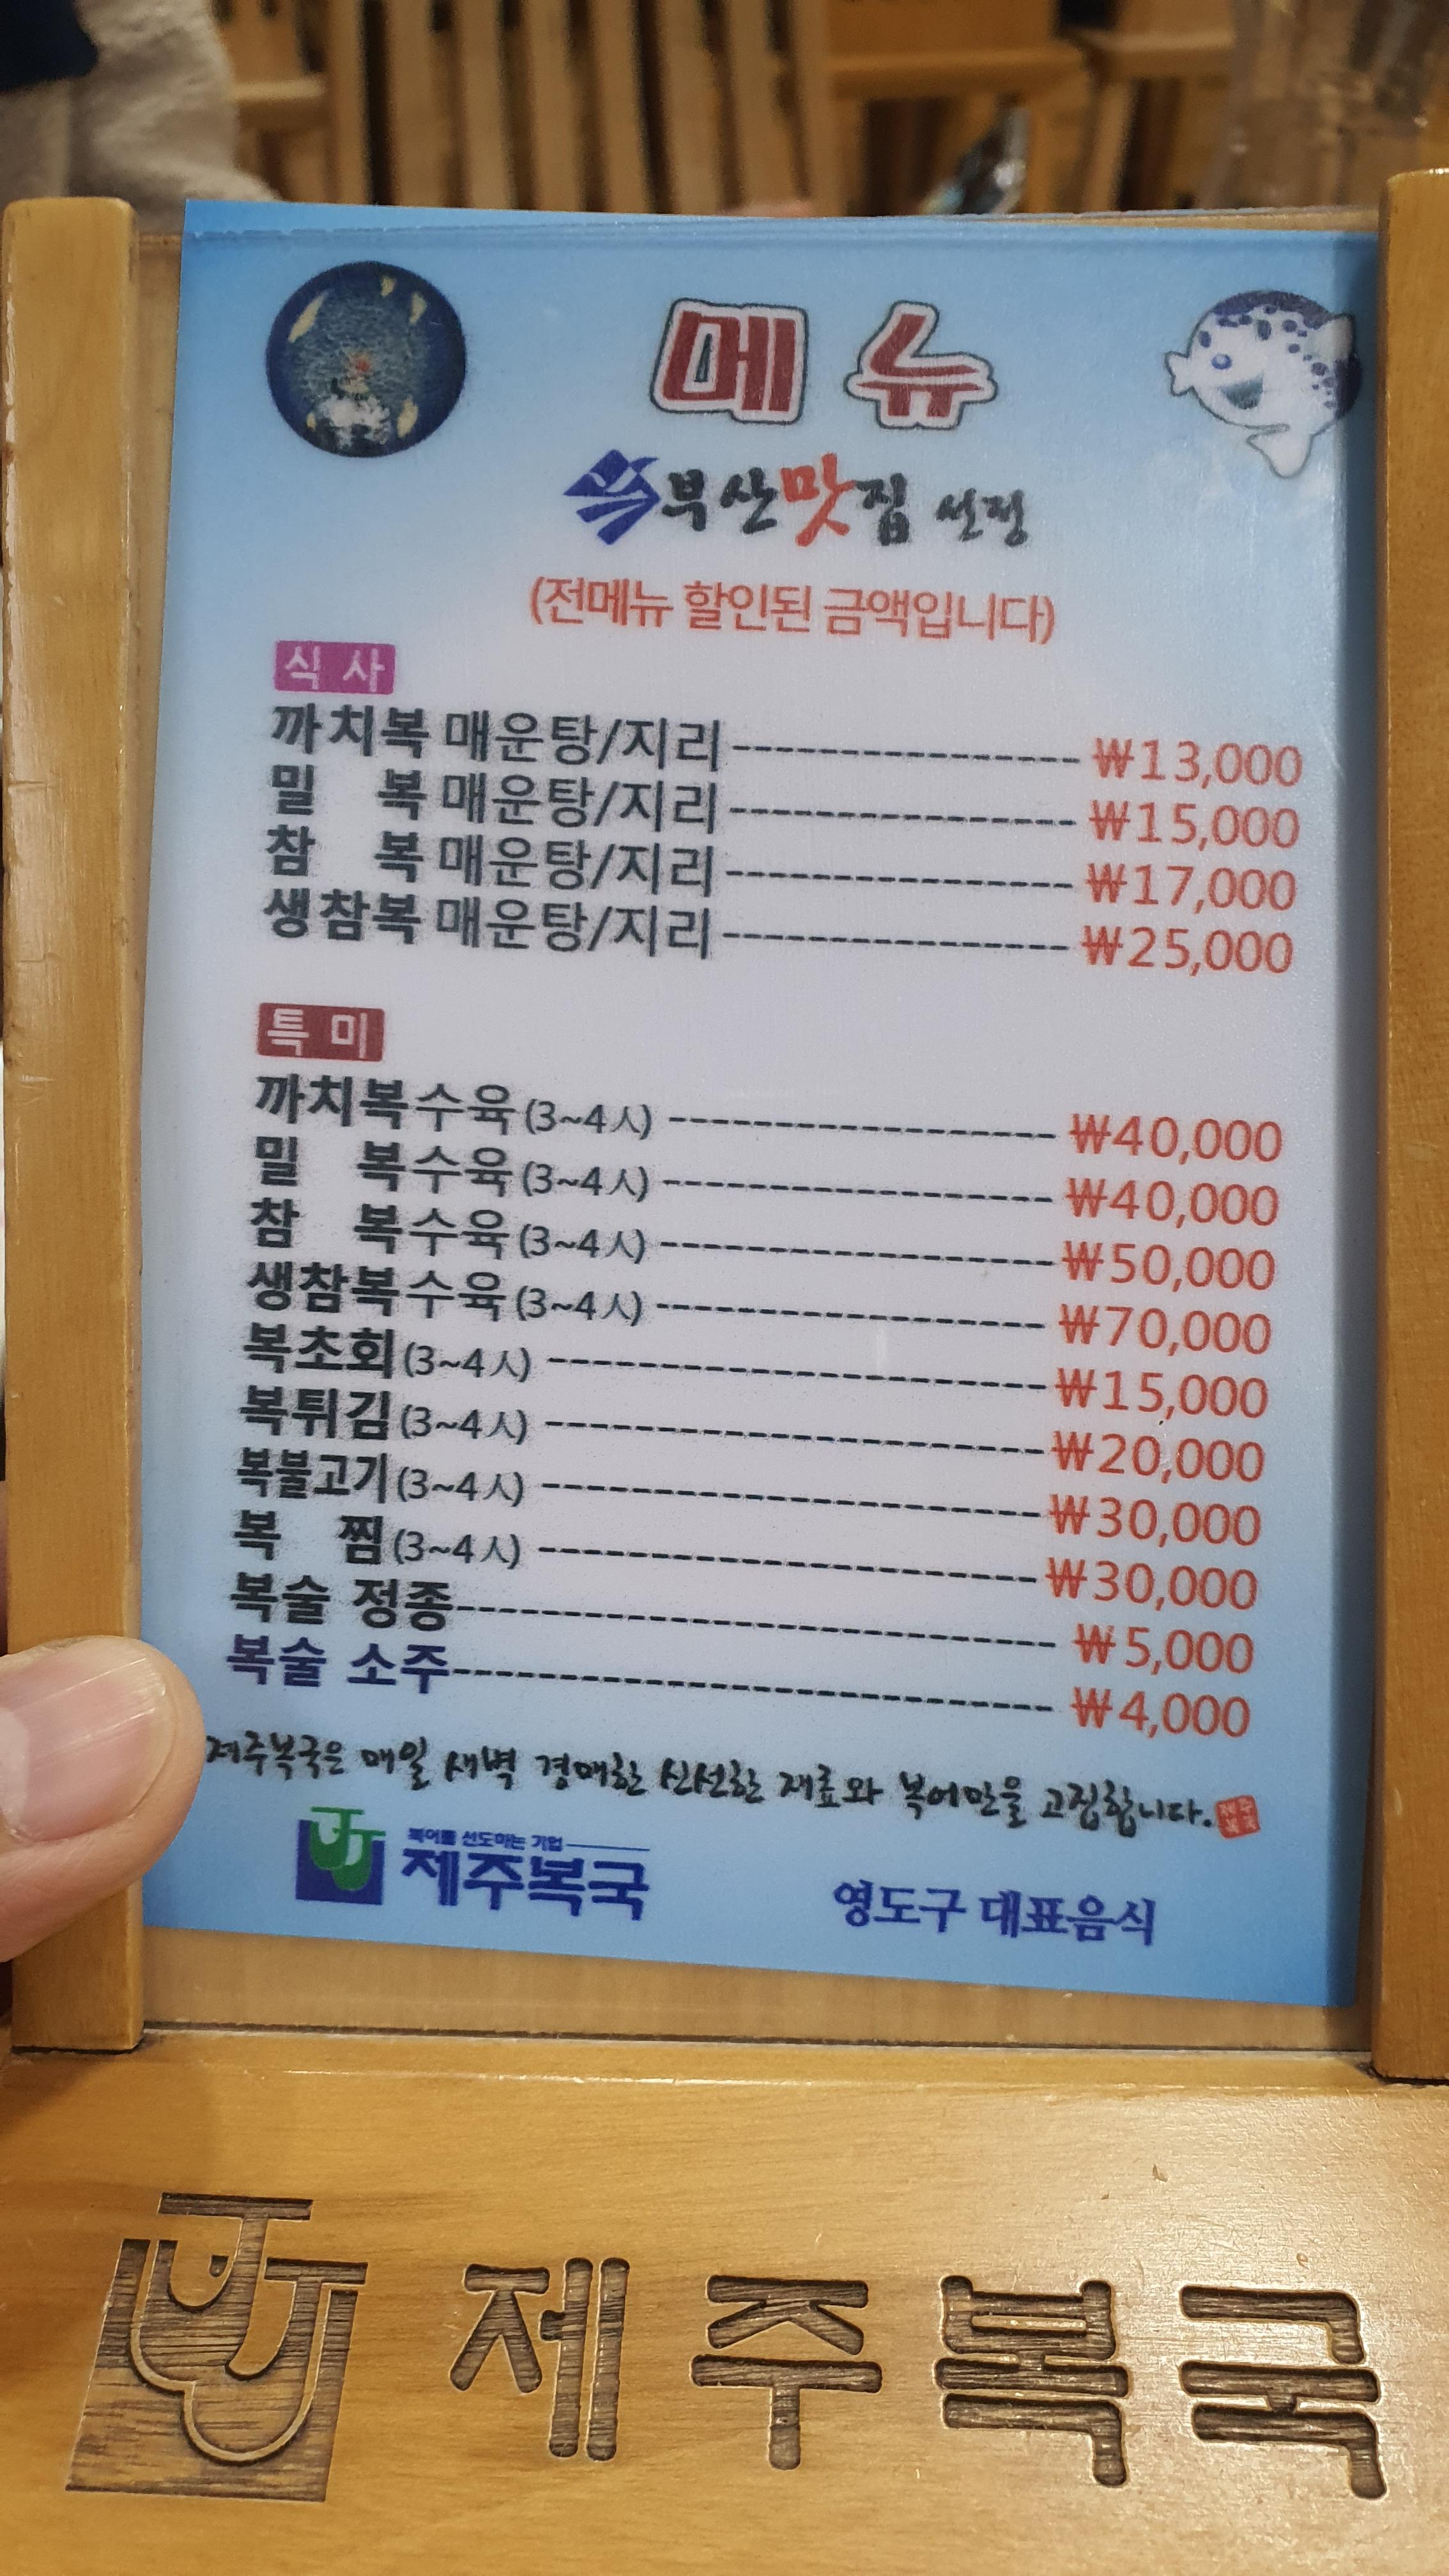 메뉴
부산맛집 선정
(전메뉴 할인된 금액입니다)
식 사
까치복 매운탕/지리 ---------------- ₩13,000
밀 복 매운탕/지리 ---------------- ₩15,000
참 복 매운탕/지리 ---------------- ₩17,000
생참복 매운탕/지리 ---------------- ₩25,000
특 미
까치복수육 (3~4人) ------------------ ₩40,000
밀 복수육 (3~4人) ------------------ ₩40,000
참 복수육 (3~4人) ------------------ ₩50,000
생참복수육 (3~4人) ------------------ ₩70,000
복초회 (3~4人) ----------------------- ₩15,000
복튀김 (3~4人) ----------------------- ₩20,000
복불고기 (3~4人) ----------------------- ₩30,000
복 찜 (3~4人) ----------------------- ₩30,000
복술 정종---------------------------- ₩5,000
복술 소주---------------------------- ₩4,000
제주복국은 매일 새벽 경매한 신선한 재료와 복어만을 고집합니다.
복어를 선도하는 기업
제주복국
영도구 대표음식
제주복국